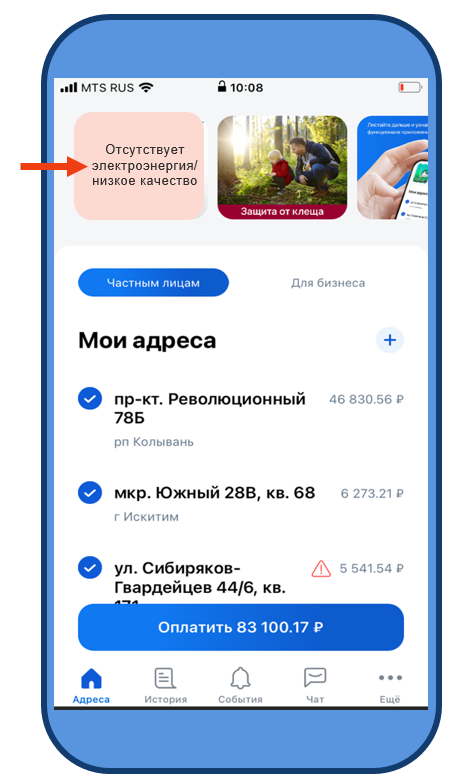 MTS RUS
10:08
Отсутствует
электроэнергия/
низкое качество
Защита от клеща
Листайте дальше и узна
функционале приложен
Частным лицам
Для бизнеса
Мои адреса
+
пр-кт. Революционный 46 830.56 ₽
78Б
рп Колывань
мкр. Южный 28В, кв. 68 6 273.21 ₽
г Искитим
ул. Сибиряков- 5 541.54 ₽
Гвардейцев 44/6, кв.
171
Оплатить 83 100.17 ₽
Адреса История События Чат Ещё